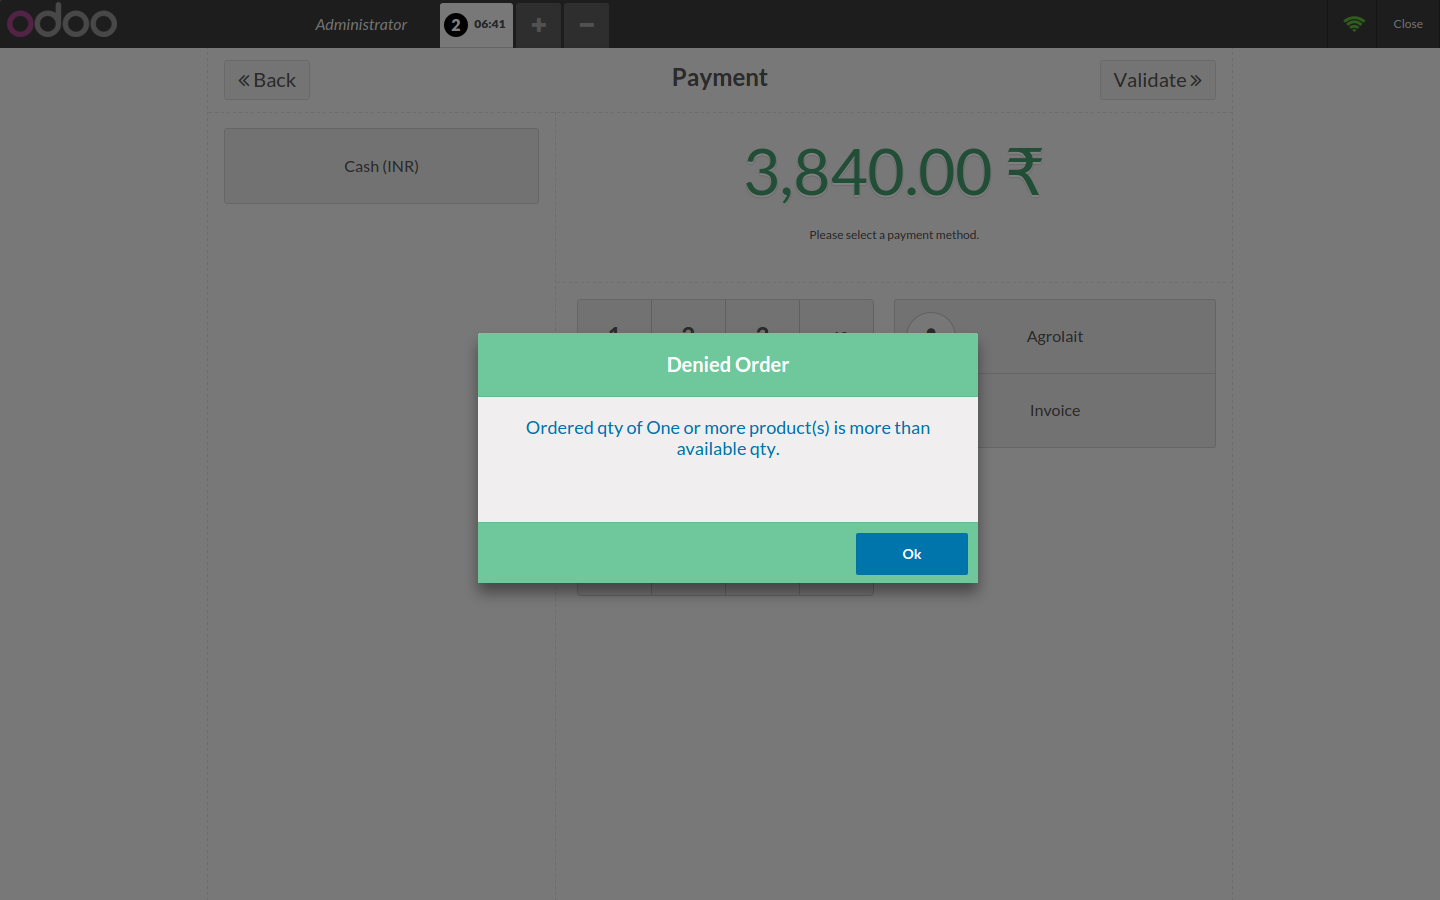 odoo
Administrator
2 06:41
Close
Back
Payment
Validate
Cash (INR)
3,840.00 ₹
Please select a payment method.
Agrolait
Invoice
Denied Order
Ordered qty of One or more product(s) is more than
available qty.
Ok